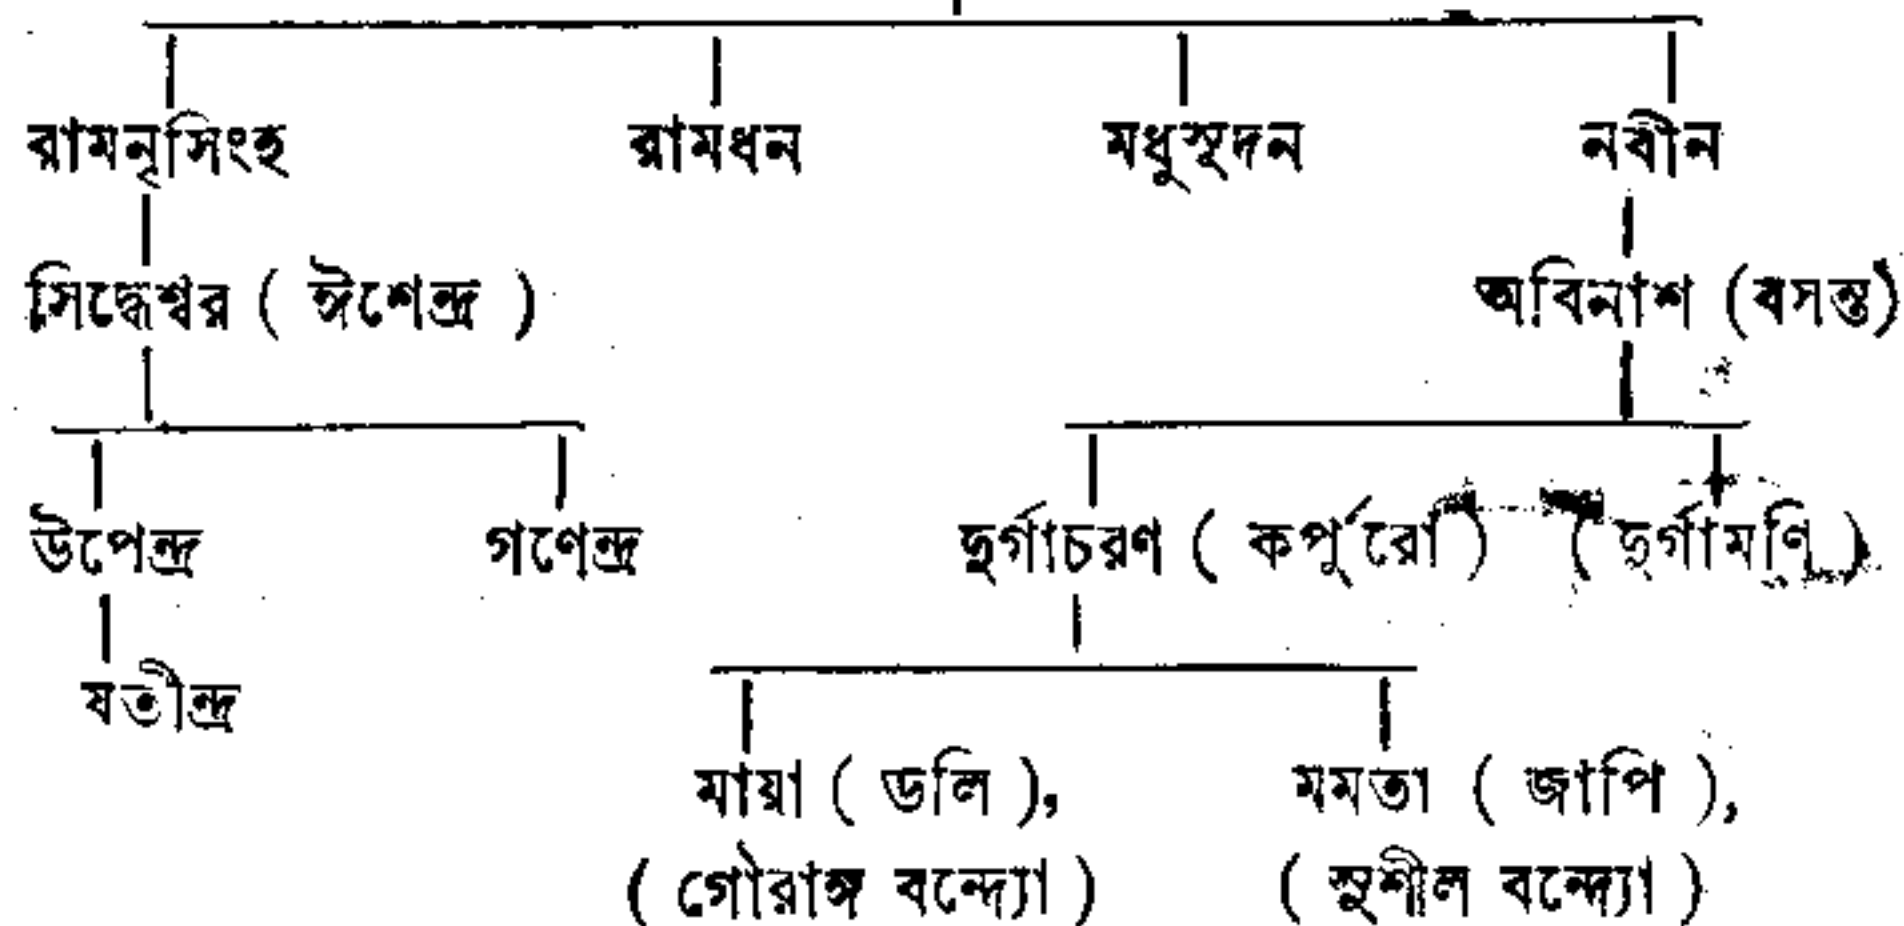 রামনৃসিংহ রামধন মধুসূদন নবীন
সিদ্ধেশ্বর ( ঈশেন্দ্র ) অবিনাশ (বসন্ত)
উপেন্দ্র গণেন্দ্র দুর্গাচরণ ( কর্পুরো ) ( দুর্গামণি )
যতীন্দ্র
মায়া ( ডলি ), মমতা ( জাপি ),
( গৌরাঙ্গ বন্দ্যো ) ( সুশীল বন্দ্যো )